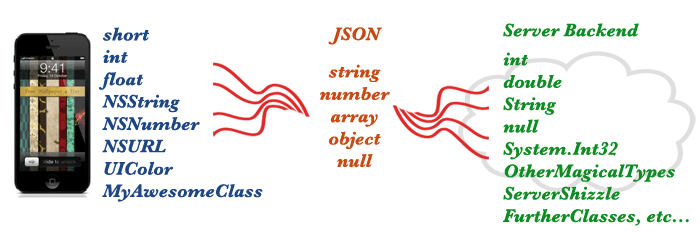 short
int
float
NSString
NSNumber
NSURL
UIColor
MyAwesomeClass
JSON
string
number
array
object
null
Server Backend
int
double
String
null
System.Int32
OtherMagicalTypes
ServerShizzle
FurtherClasses, etc...
9:41